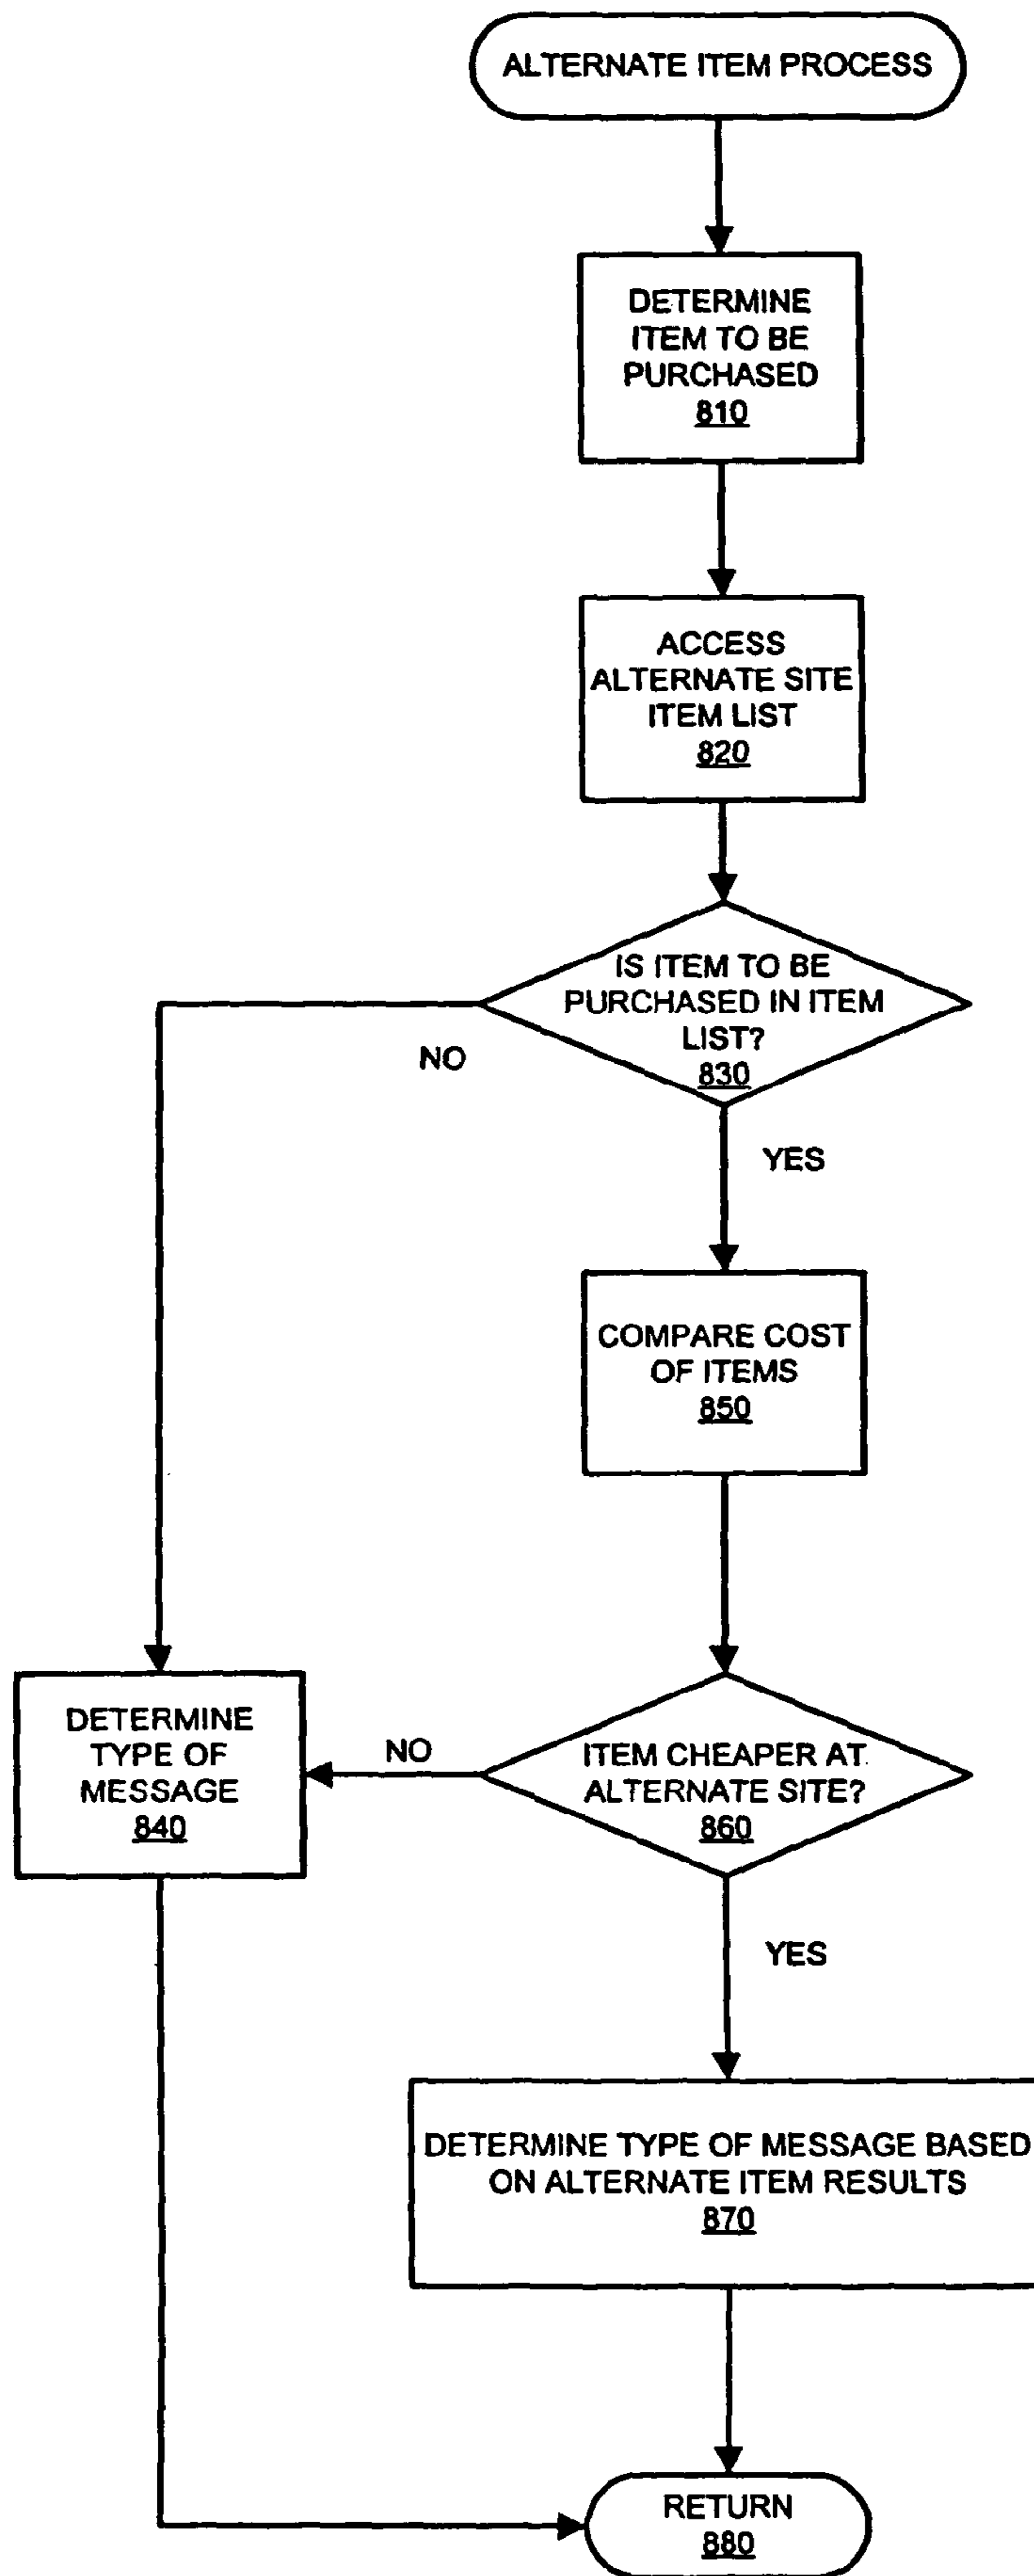 ALTERNATE ITEM PROCESS
DETERMINE
ITEM TO BE
PURCHASED
810
ACCESS
ALTERNATE SITE
ITEM LIST
820
IS ITEM TO BE
PURCHASED IN ITEM
LIST?
830
NO
YES
COMPARE COST
OF ITEMS
850
DETERMINE
TYPE OF
MESSAGE
840
NO
ITEM CHEAPER AT
ALTERNATE SITE?
860
YES
DETERMINE TYPE OF MESSAGE BASED
ON ALTERNATE ITEM RESULTS
870
RETURN
880